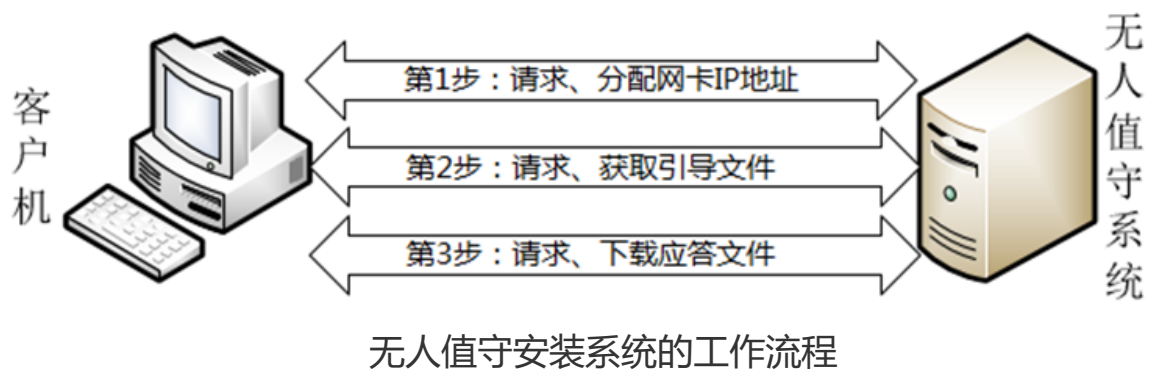 客户机
第1步：请求、分配网卡IP地址
第2步：请求、获取引导文件
第3步：请求、下载应答文件
无人值守系统
无人值守安装系统的工作流程